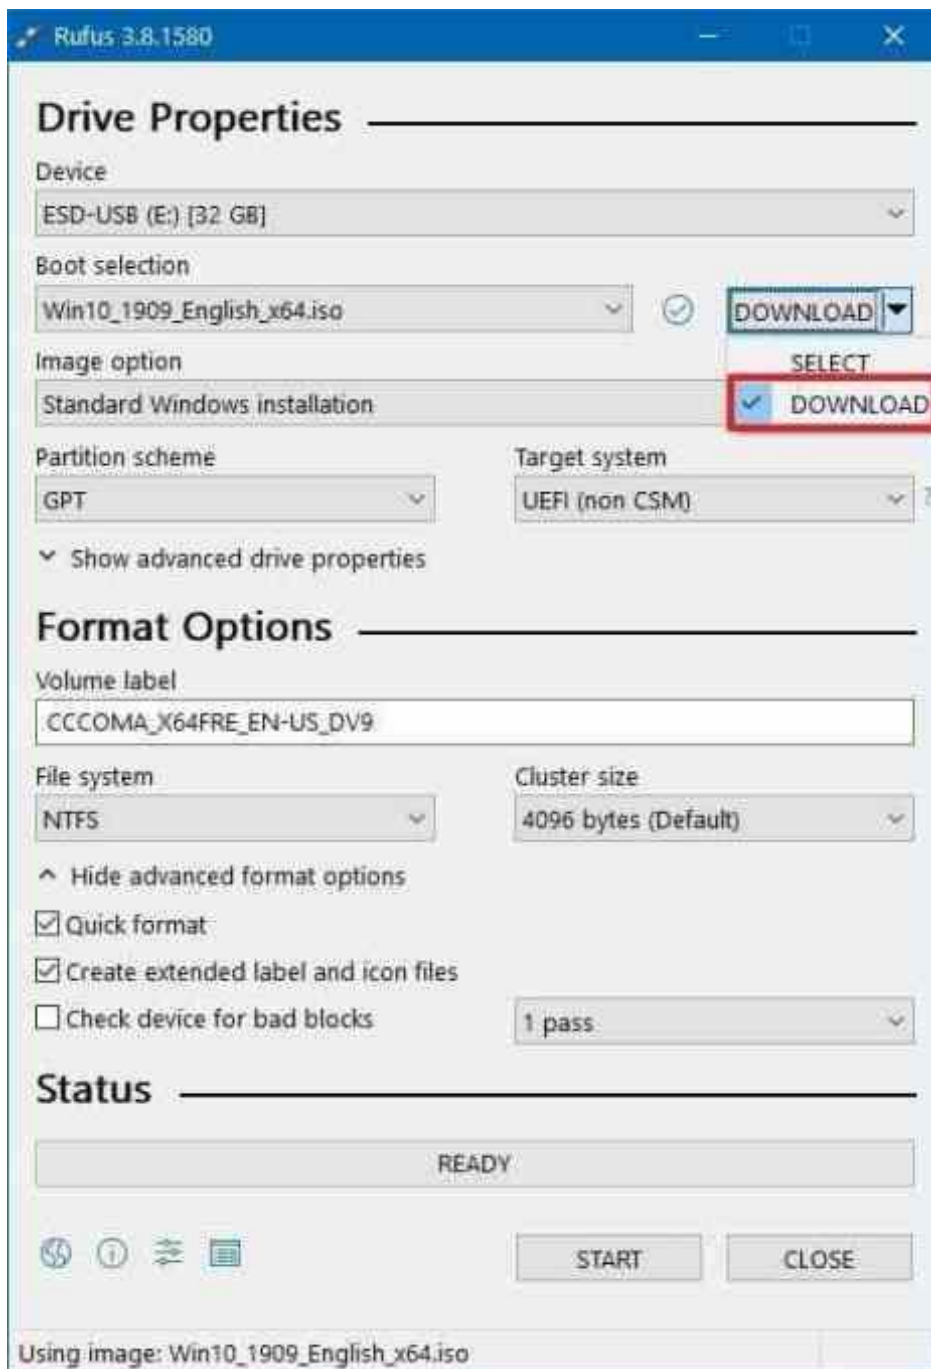 Rufus 3.8.1580
Drive Properties
Device
ESD-USB (E:) [32 GB]
Boot selection
Win10_1909_English_x64.iso
DOWNLOAD
SELECT
DOWNLOAD
Image option
Standard Windows installation
Partition scheme
Target system
GPT
UEFI (non CSM)
Show advanced drive properties
Format Options
Volume label
CCCOMA_X64FRE_EN-US_DV9
File system
Cluster size
NTFS
4096 bytes (Default)
Hide advanced format options
Quick format
Create extended label and icon files
Check device for bad blocks
1 pass
Status
READY
START
CLOSE
Using image: Win10_1909_English_x64.iso